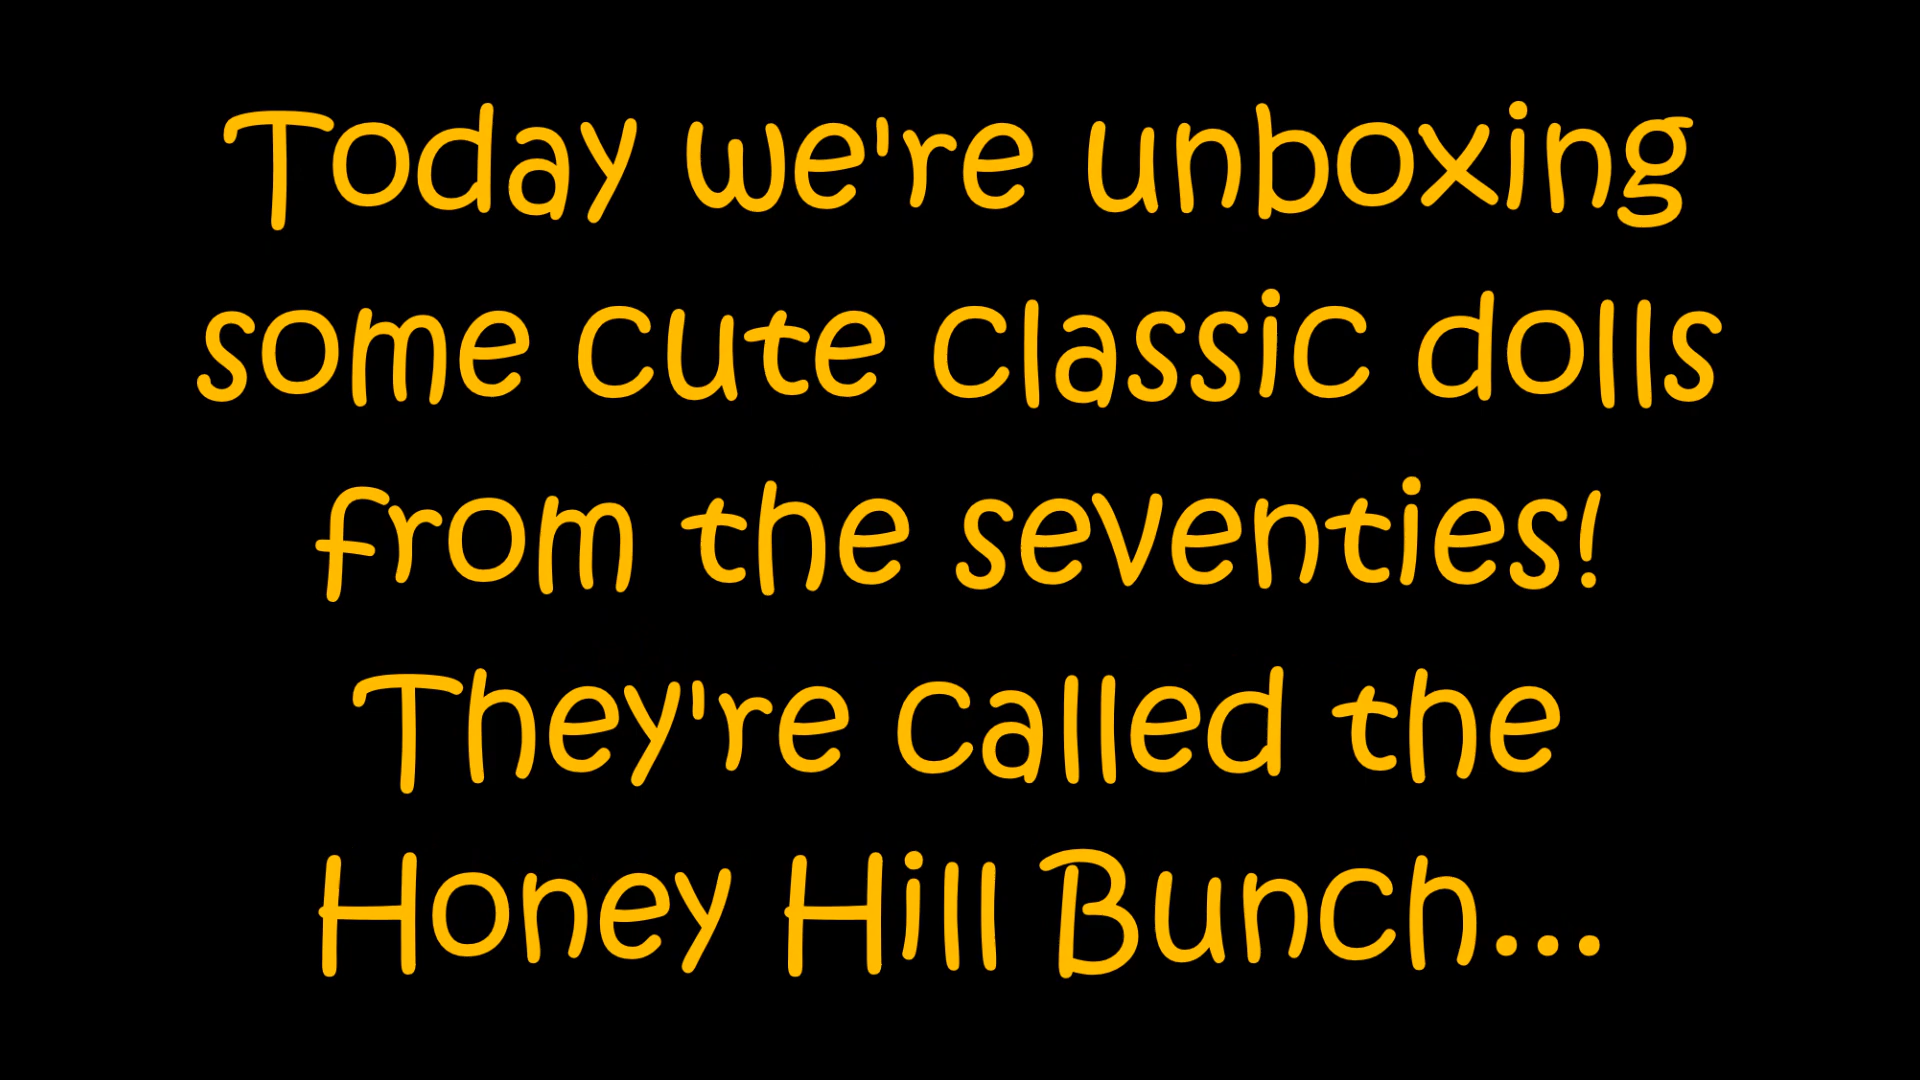 Today we're unboxing
some cute classic dolls
from the seventies!
They're called the
Honey Hill Bunch...